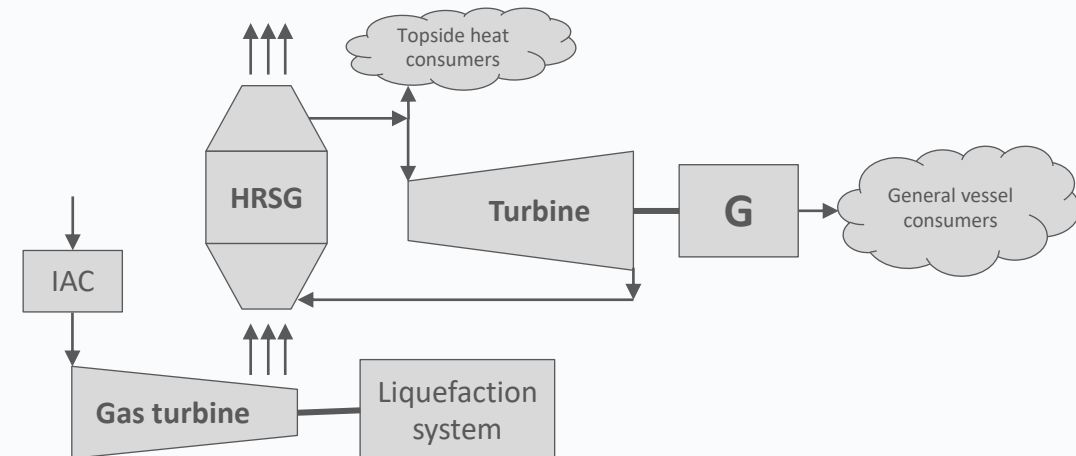 Topside heat
consumers
HRSG
Turbine
G
General vessel
consumers
IAC
Gas turbine
Liquefaction
system